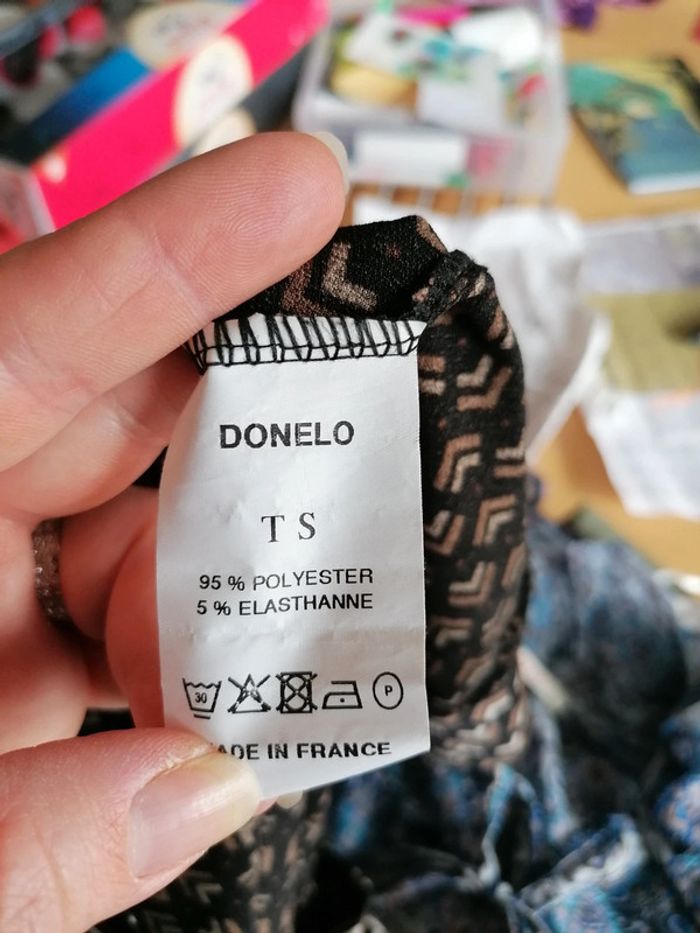 DONELO
T S
95 % POLYESTER
5 % ELASTHANNE
30 P
ADE IN FRANCE